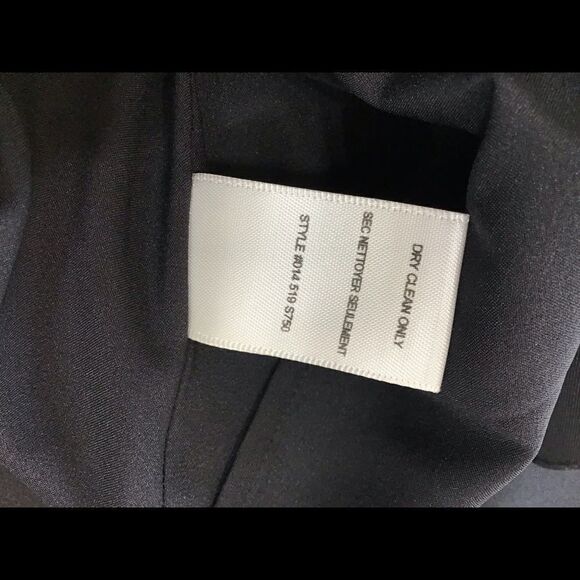 DRY CLEAN ONLY
SEC NETTOYER SEULEMENT
STYLE #014 519 S750